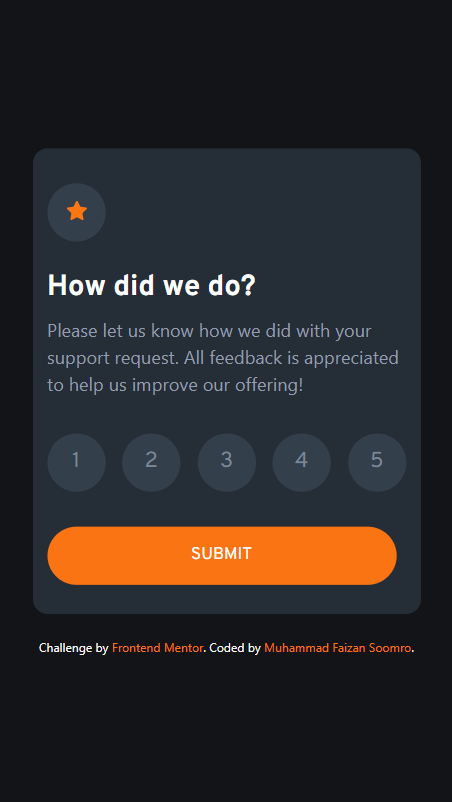 How did we do?
Please let us know how we did with your
support request. All feedback is appreciated
to help us improve our offering!
1 2 3 4 5
SUBMIT
Challenge by Frontend Mentor. Coded by Muhammad Faizan Soomro.